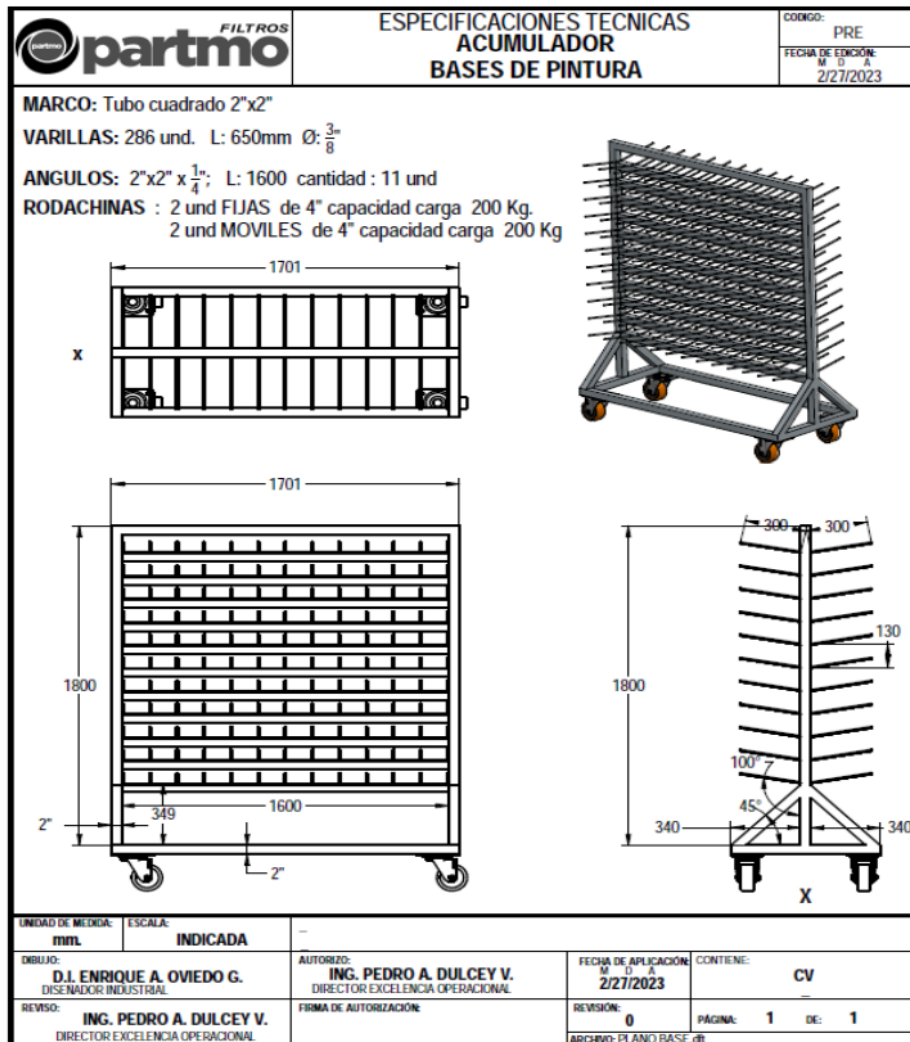 FILTROS
partmo
partmo
ESPECIFICACIONES TECNICAS
ACUMULADOR
BASES DE PINTURA
CODIGO:
PRE
FECHA DE EDICIÓN:
M D A
2/27/2023
MARCO: Tubo cuadrado 2"x2"
VARILLAS: 286 und. L: 650mm Ø: 3/8"
ANGULOS: 2"x2" x 1/4"; L: 1600 cantidad : 11 und
RODACHINAS : 2 und FIJAS de 4" capacidad carga 200 Kg.
2 und MOVILES de 4" capacidad carga 200 Kg
1701
x
1701
1800
349
1600
2"
2"
300 300
130
1800
100°
45°
340 340
X
UNIDAD DE MEDIDA:
mm.
ESCALA:
INDICADA
DIBUJO:
D.I. ENRIQUE A. OVIEDO G.
DISEÑADOR INDUSTRIAL
AUTORIZO:
ING. PEDRO A. DULCEY V.
DIRECTOR EXCELENCIA OPERACIONAL
FECHA DE APLICACIÓN:
M D A
2/27/2023
CONTIENE:
CV
REVISO:
ING. PEDRO A. DULCEY V.
DIRECTOR EXCELENCIA OPERACIONAL
FIRMA DE AUTORIZACIÓN:
REVISIÓN:
0
PÁGINA: 1 DE: 1
ARCHIVO: PLANO BASE.dft